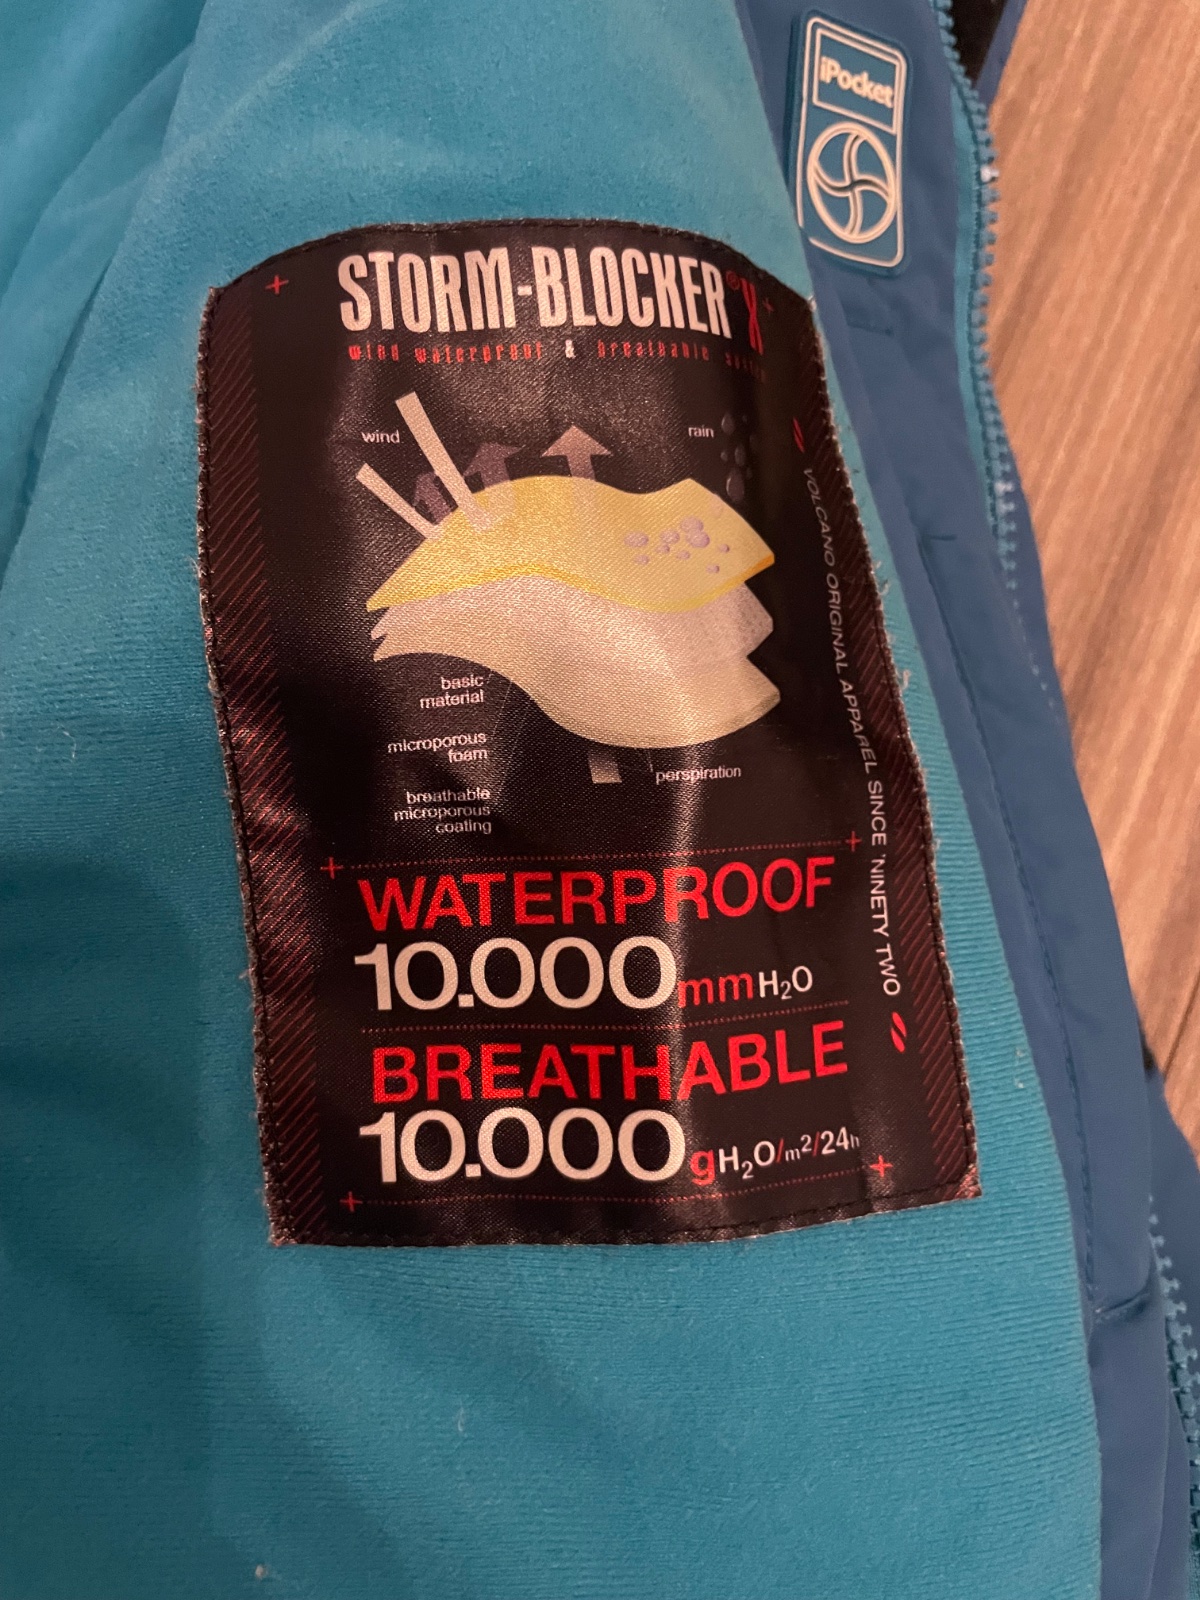 iPocket
STORM-BLOCKER® X
wind waterproof & breathable system
wind
rain
basic
material
microporous
foam
breathable
microporous
coating
perspiration
VOLCANO ORIGINAL APPAREL SINCE 'NINETY TWO
WATERPROOF
10.000mmH₂O
BREATHABLE
10.000gH₂O/m²/24h